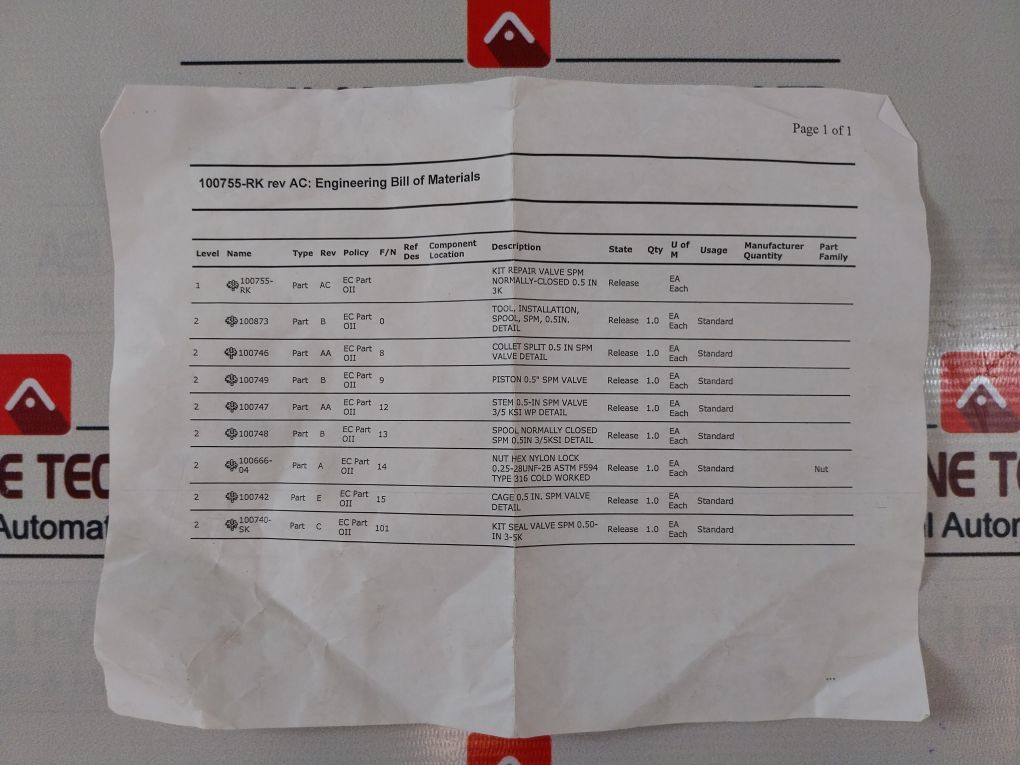 Page 1 of 1
100755-RK rev AC: Engineering Bill of Materials
Level Name Type Rev Policy F/N Ref Des Component Location Description State Qty U of M Usage Manufacturer Quantity Part Family
1 100755-RK Part AC EC Part OII KIT REPAIR VALVE SPM NORMALLY-CLOSED 0.5 IN 3K Release EA Each
2 100873 Part B EC Part OII 0 TOOL, INSTALLATION, SPOOL, SPM, 0.5IN. DETAIL Release 1.0 EA Each Standard
2 100746 Part AA EC Part OII 8 COLLET SPLIT 0.5 IN SPM VALVE DETAIL Release 1.0 EA Each Standard
2 100749 Part B EC Part OII 9 PISTON 0.5" SPM VALVE Release 1.0 EA Each Standard
2 100747 Part AA EC Part OII 12 STEM 0.5-IN SPM VALVE 3/5 KSI WP DETAIL Release 1.0 EA Each Standard
2 100748 Part B EC Part OII 13 SPOOL NORMALLY CLOSED SPM 0.5IN 3/5KSI DETAIL Release 1.0 EA Each Standard
2 100666-04 Part A EC Part OII 14 NUT HEX NYLON LOCK 0.25-28UNF-2B ASTM F594 TYPE 316 COLD WORKED Release 1.0 EA Each Standard Nut
2 100742 Part E EC Part OII 15 CAGE 0.5 IN. SPM VALVE DETAIL Release 1.0 EA Each Standard
2 100740-SK Part C EC Part OII 101 KIT SEAL VALVE SPM 0.50-IN 3-5K Release 1.0 EA Each Standard
...
E TEC
Automat
NE TE
l Autom